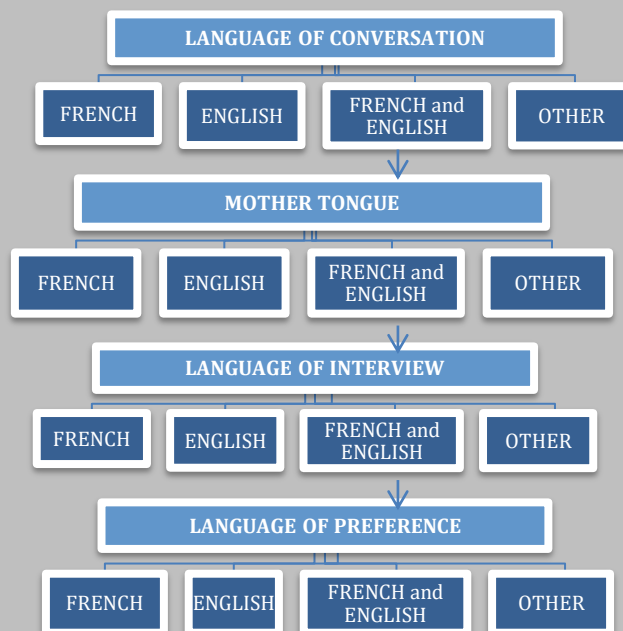 LANGUAGE OF CONVERSATION
FRENCH
ENGLISH
FRENCH and
ENGLISH
OTHER
MOTHER TONGUE
FRENCH
ENGLISH
FRENCH and
ENGLISH
OTHER
LANGUAGE OF INTERVIEW
FRENCH
ENGLISH
FRENCH and
ENGLISH
OTHER
LANGUAGE OF PREFERENCE
FRENCH
ENGLISH
FRENCH and
ENGLISH
OTHER